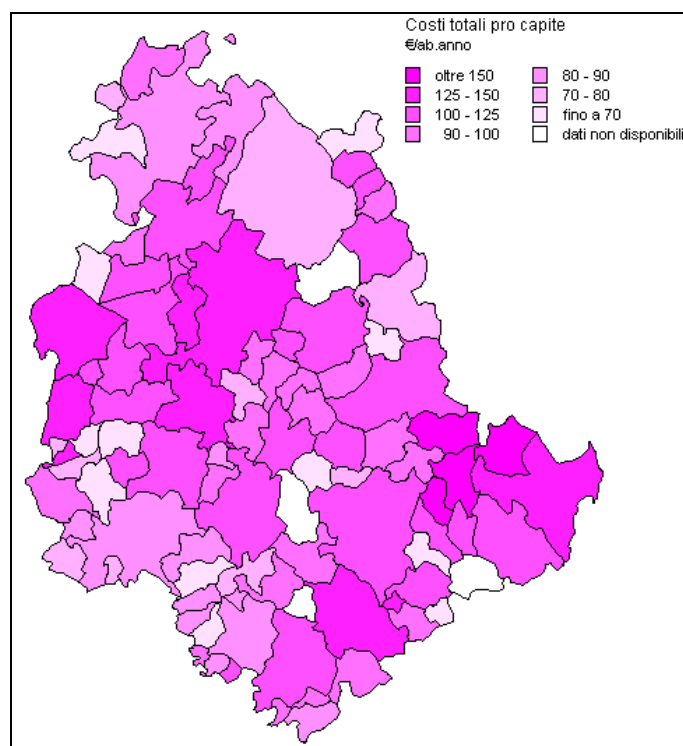 Costi totali pro capite
€/ab.anno
oltre 150
125 - 150
100 - 125
90 - 100
80 - 90
70 - 80
fino a 70
dati non disponibili